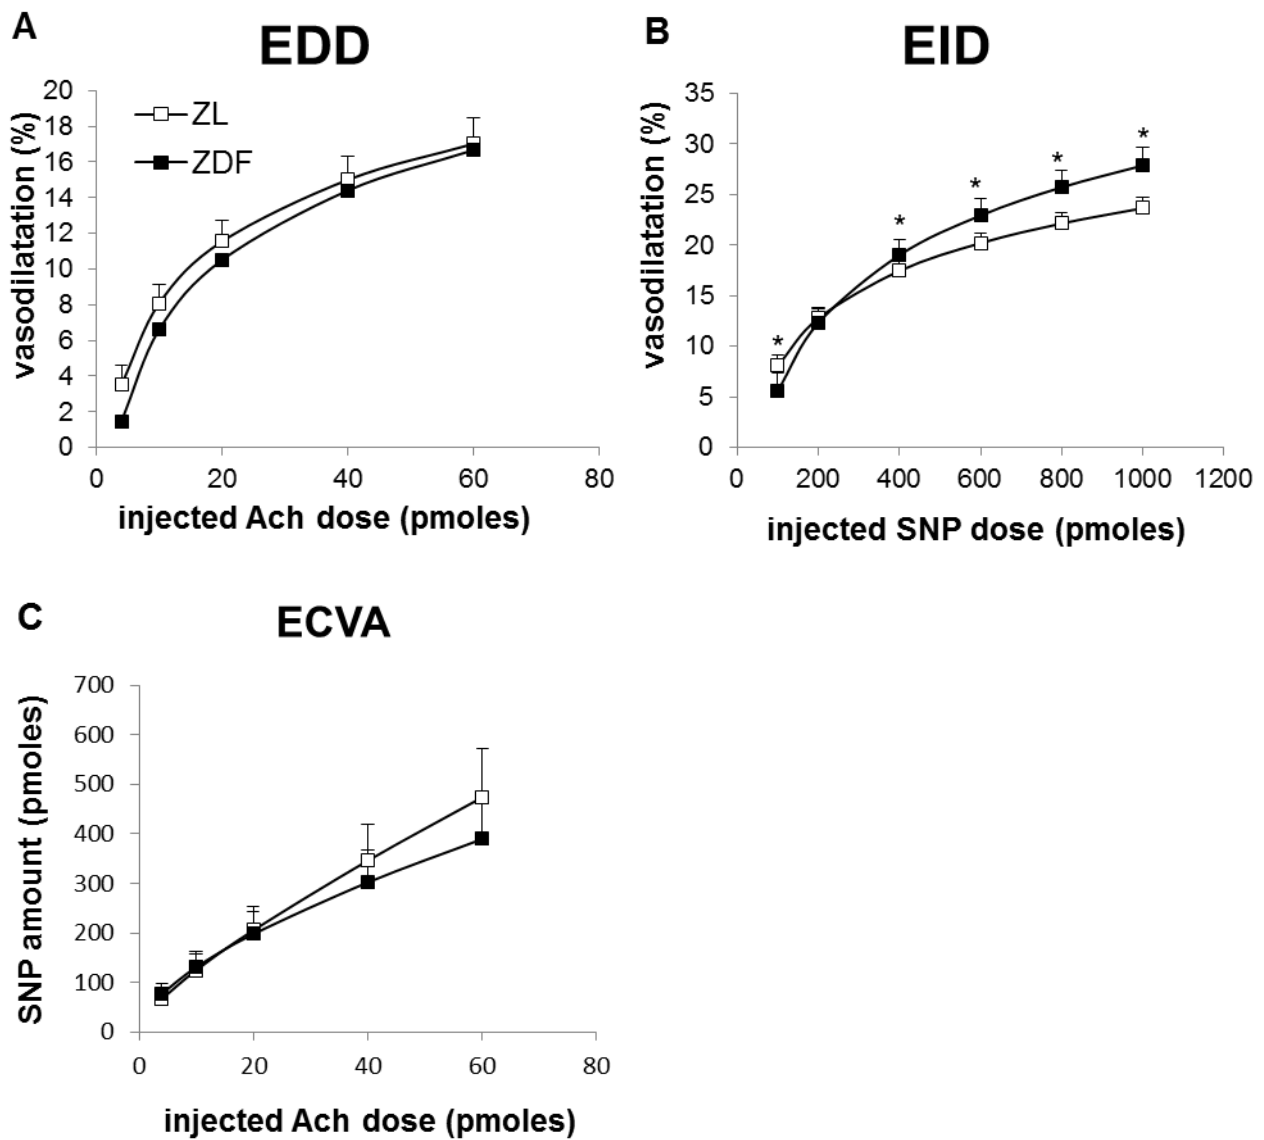 A
EDD
vasodilatation (%)
20
18
16
14
12
10
8
6
4
2
0
ZL
ZDF
0 20 40 60 80
injected Ach dose (pmoles)
B
EID
vasodilatation (%)
35
30
25
20
15
10
5
0
* * * * * *
0 200 400 600 800 1000 1200
injected SNP dose (pmoles)
C
ECVA
SNP amount (pmoles)
700
600
500
400
300
200
100
0
0 20 40 60 80
injected Ach dose (pmoles)